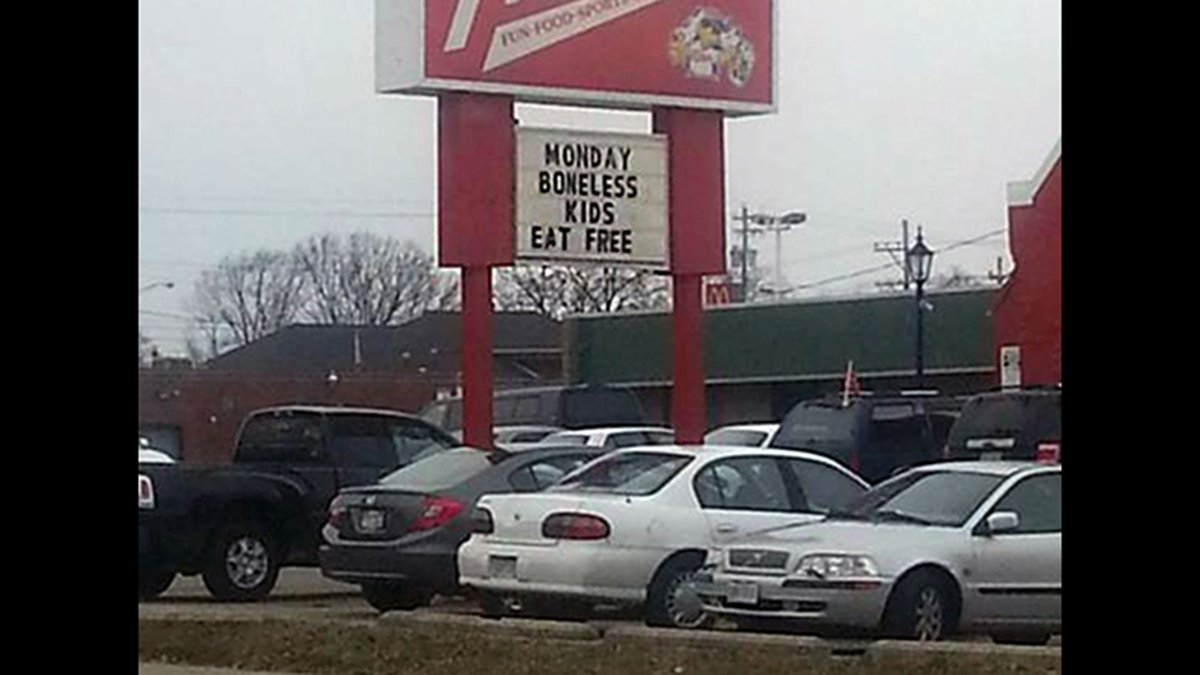 FUN·FOOD·SPORTS
MONDAY
BONELESS
KIDS
EAT FREE